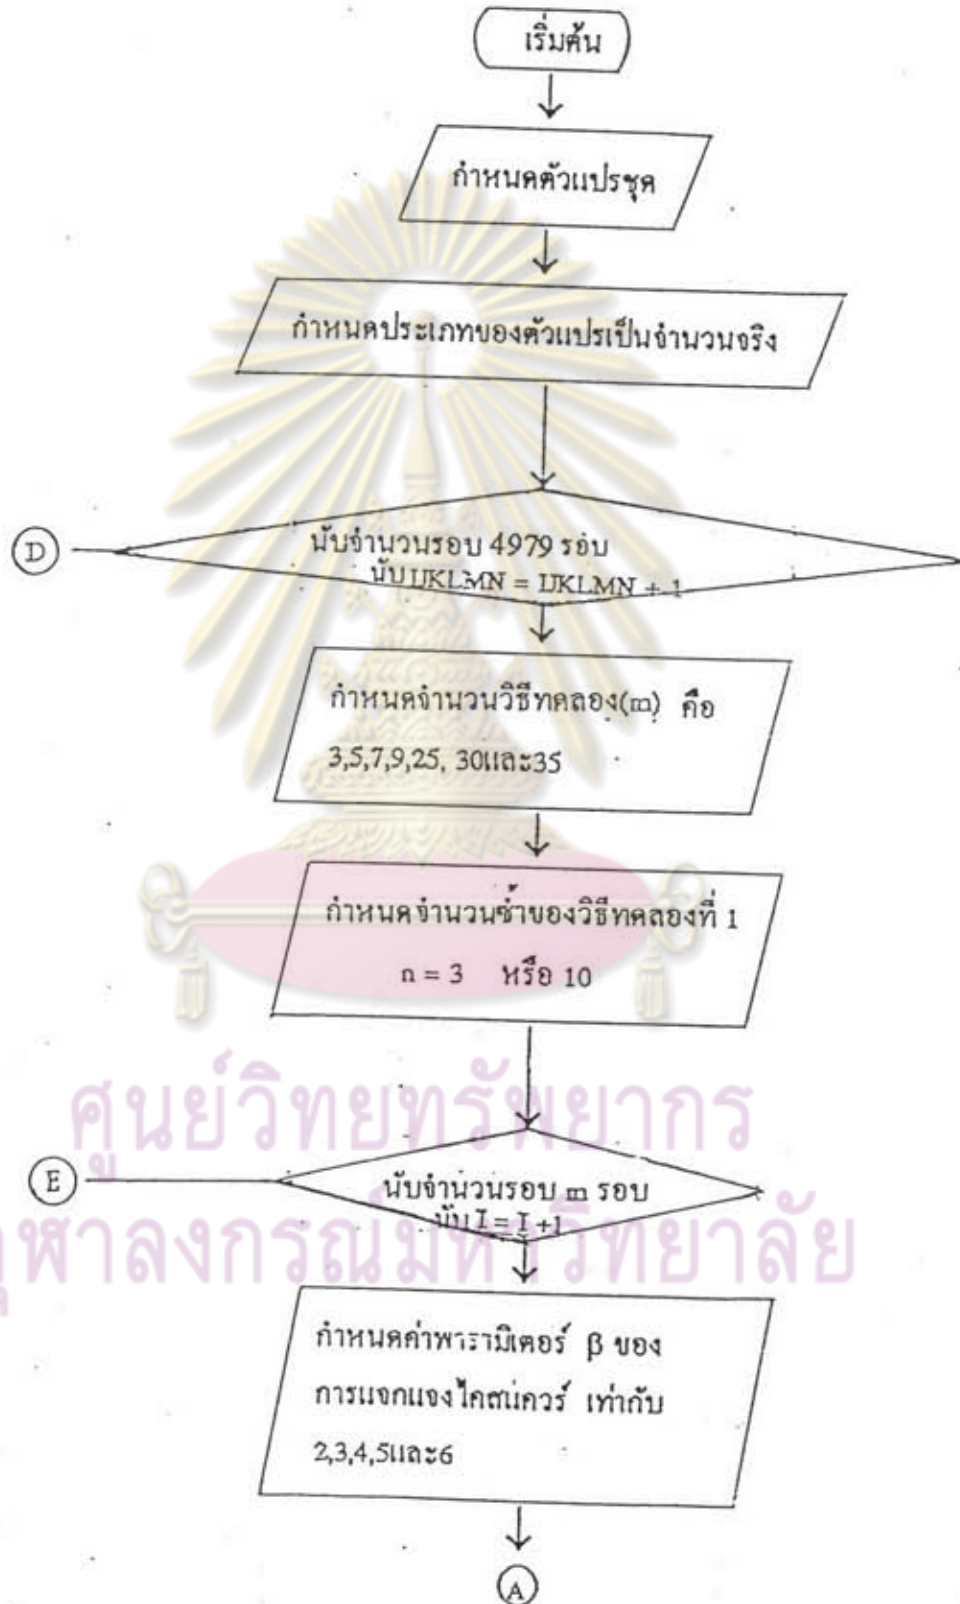 เริ่มต้น
กำหนดตัวแปรชุด
กำหนดประเภทของตัวแปรเป็นจำนวนจริง
D
นับจำนวนรอบ 4979 รอบ
นับ IJKLMN = IJKLMN + 1
กำหนดจำนวนวิธีทดลอง(m) คือ
3,5,7,9,25, 30และ35
กำหนดจำนวนซ้ำของวิธีทดลองที่ 1
n = 3 หรือ 10
ศูนย์วิทยทรัพยากร
E
นับจำนวนรอบ m รอบ
นับ I = I +1
จุฬาลงกรณ์มหาวิทยาลัย
กำหนดค่าพารามิเตอร์ β ของ
การแจกแจงไคสแควร์ เท่ากับ
2,3,4,5และ6
A